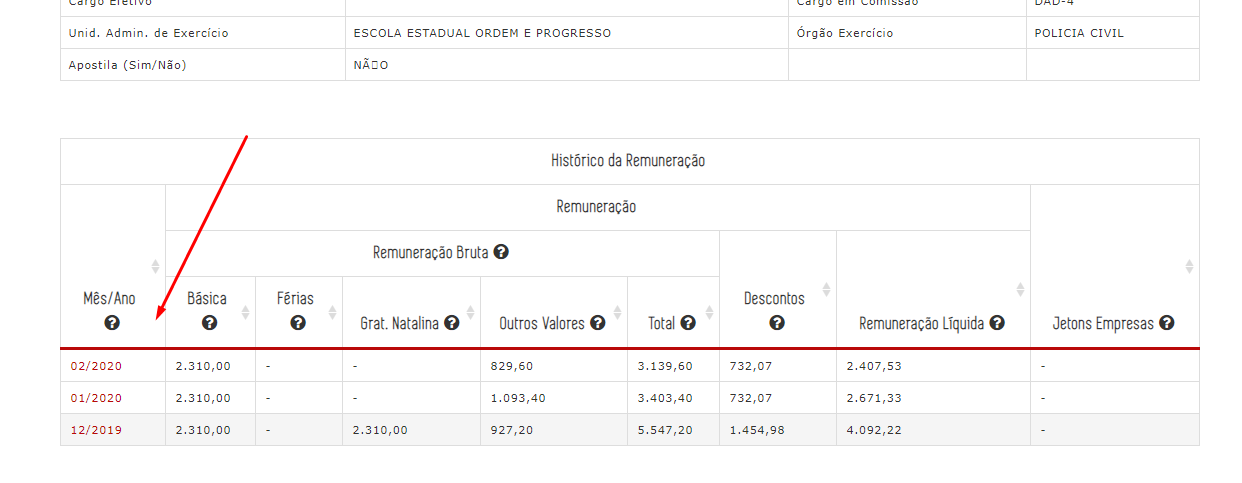 Cargo Efetivo Cargo em Comissão DAD-4
Unid. Admin. de Exercício ESCOLA ESTADUAL ORDEM E PROGRESSO Órgão Exercício POLICIA CIVIL
Apostila (Sim/Não) NÃ□O
Histórico da Remuneração
Remuneração
Remuneração Bruta ?
Mês/Ano Básica Férias Descontos
? ? ? Grat. Natalina ? Outros Valores ? Total ? ? Remuneração Líquida ? Jetons Empresas ?
02/2020 2.310,00 - - 829,60 3.139,60 732,07 2.407,53 -
01/2020 2.310,00 - - 1.093,40 3.403,40 732,07 2.671,33 -
12/2019 2.310,00 - 2.310,00 927,20 5.547,20 1.454,98 4.092,22 -